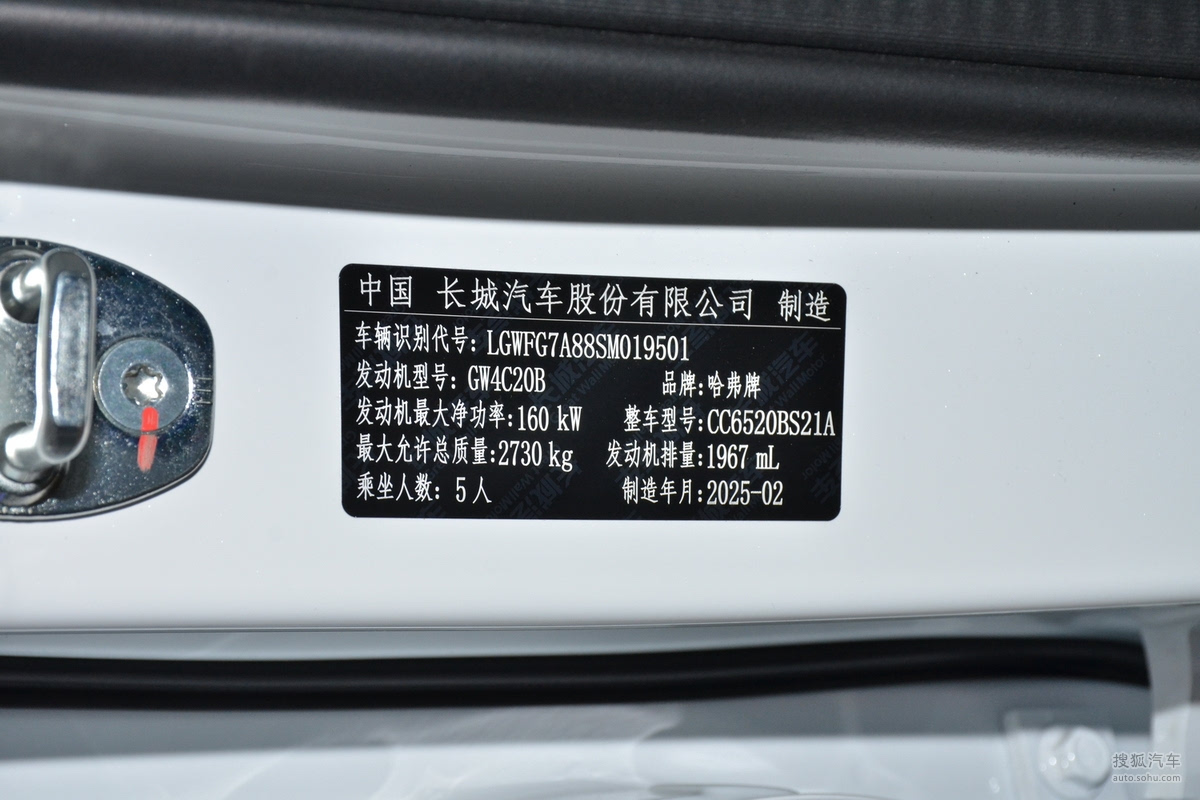 中国 长城汽车股份有限公司 制造
车辆识别代号: LGWFG7A88SM019501
发动机型号: GW4C20B 品牌:哈弗牌
发动机最大净功率:160 kW 整车型号:CC6520BS21A
最大允许总质量:2730 kg 发动机排量:1967 mL
乘坐人数: 5人 制造年月:2025-02
搜狐汽车
auto.sohu.com